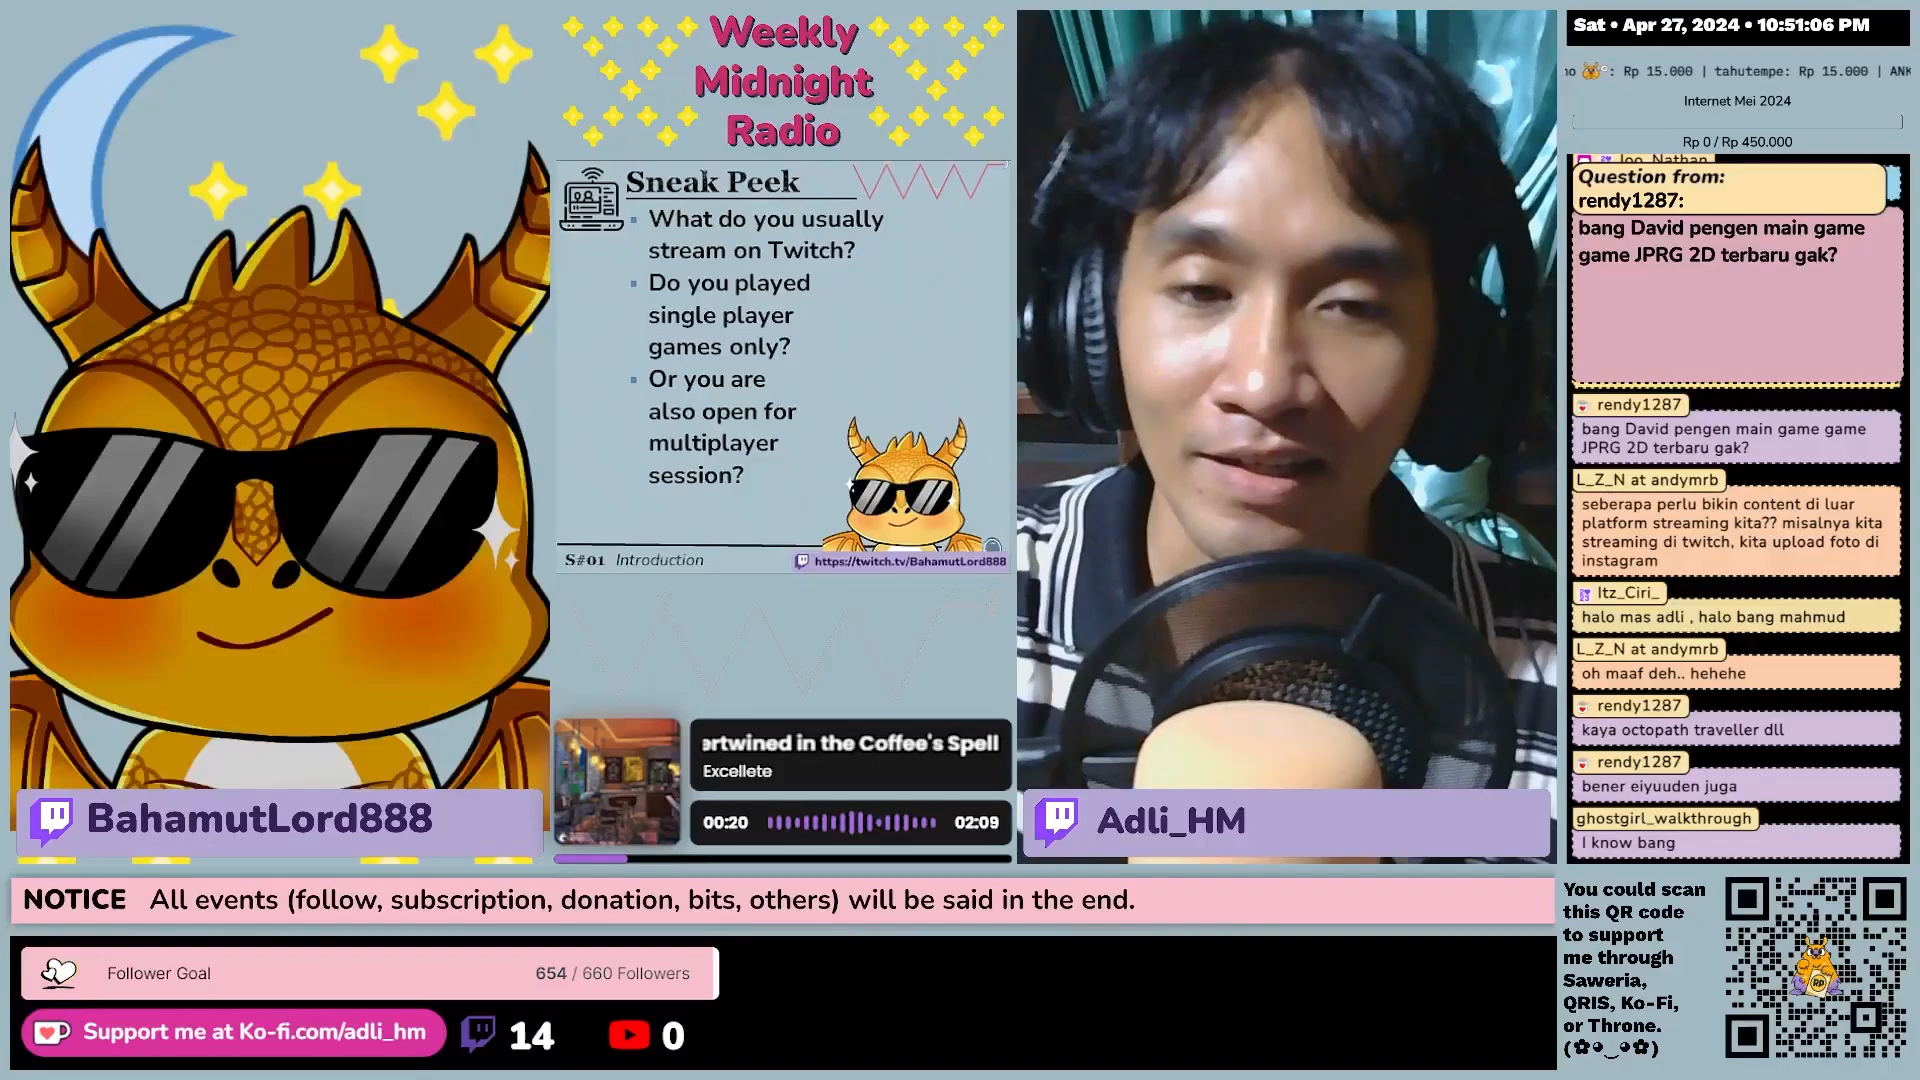 Weekly
Midnight
Radio
Sneak Peek
What do you usually
stream on Twitch?
Do you played
single player
games only?
Or you are
also open for
multiplayer
session?
S#01 Introduction
https://twitch.tv/BahamutLord888
ertwined in the Coffee's Spell
Excellete
00:20
02:09
BahamutLord888
Adli_HM
Sat • Apr 27, 2024 • 10:51:06 PM
: Rp 15.000 | tahutempe: Rp 15.000 | ANK
Internet Mei 2024
Rp 0 / Rp 450.000
Joo_Nathan
Question from:
rendy1287:
bang David pengen main game
game JPRG 2D terbaru gak?
rendy1287
bang David pengen main game game
JPRG 2D terbaru gak?
L_Z_N at andymrb
seberapa perlu bikin content di luar
platform streaming kita?? misalnya kita
streaming di twitch, kita upload foto di
instagram
Itz_Ciri_
halo mas adli , halo bang mahmud
L_Z_N at andymrb
oh maaf deh.. hehehe
rendy1287
kaya octopath traveller dll
rendy1287
bener eiyuuden juga
ghostgirl_walkthrough
I know bang
NOTICE All events (follow, subscription, donation, bits, others) will be said in the end.
Follower Goal
654 / 660 Followers
Support me at Ko-fi.com/adli_hm
14
0
You could scan
this QR code
to support
me through
Saweria,
QRIS, Ko-Fi,
or Throne.
(✿◕‿◕✿)
RP